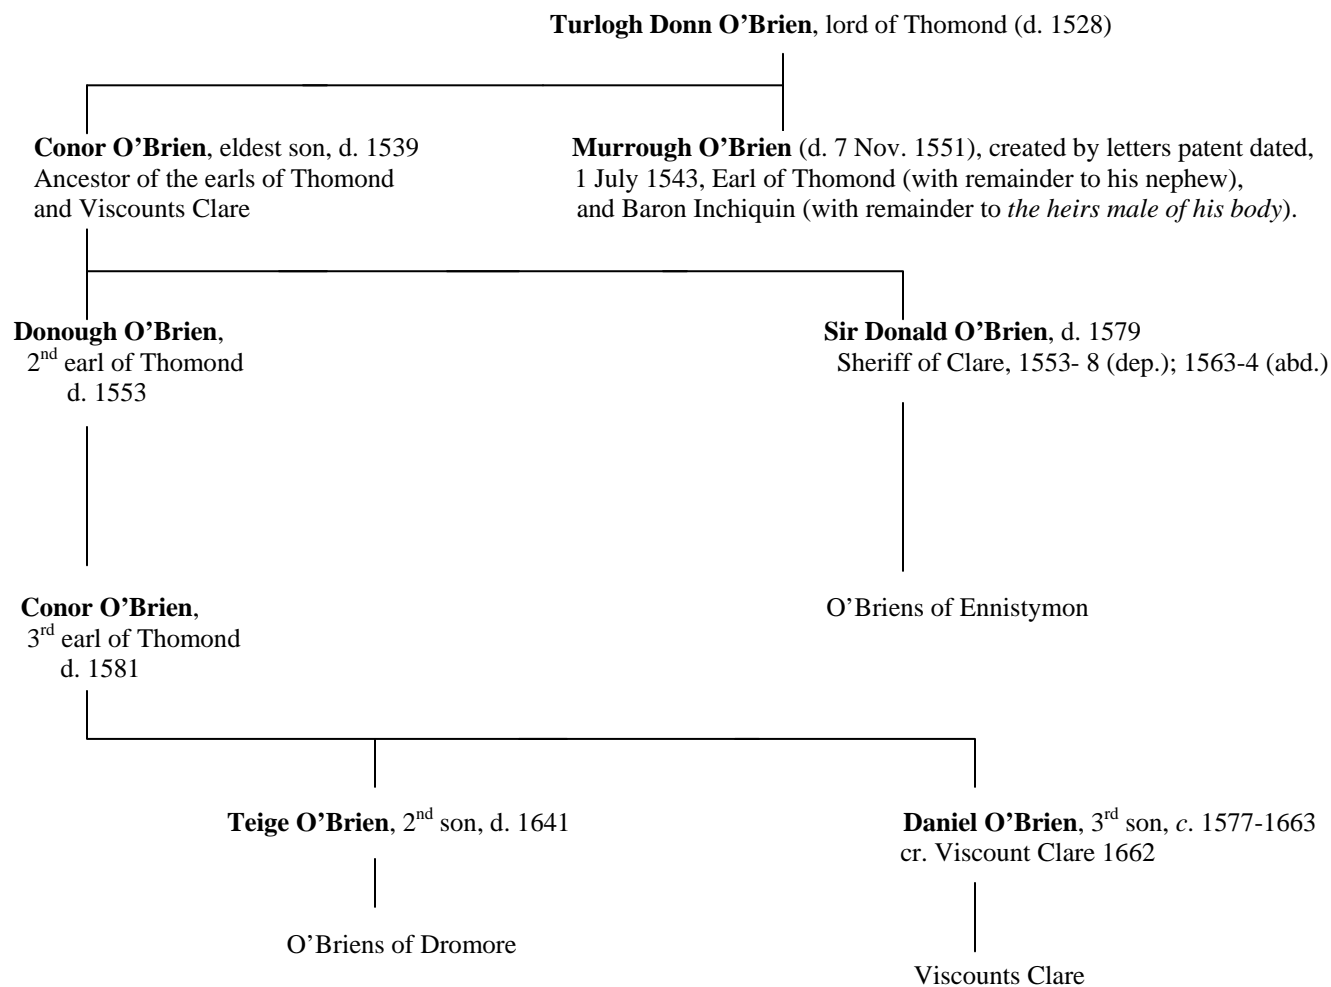 Turlogh Donn O’Brien, lord of Thomond (d. 1528)
Conor O’Brien, eldest son, d. 1539
Ancestor of the earls of Thomond
and Viscounts Clare
Murrough O’Brien (d. 7 Nov. 1551), created by letters patent dated,
1 July 1543, Earl of Thomond (with remainder to his nephew),
and Baron Inchiquin (with remainder to the heirs male of his body).
Donough O’Brien,
2nd earl of Thomond
d. 1553
Sir Donald O’Brien, d. 1579
Sheriff of Clare, 1553- 8 (dep.); 1563-4 (abd.)
Conor O’Brien,
3rd earl of Thomond
d. 1581
O’Briens of Ennistymon
Teige O’Brien, 2nd son, d. 1641
Daniel O’Brien, 3rd son, c. 1577-1663
cr. Viscount Clare 1662
O’Briens of Dromore
Viscounts Clare